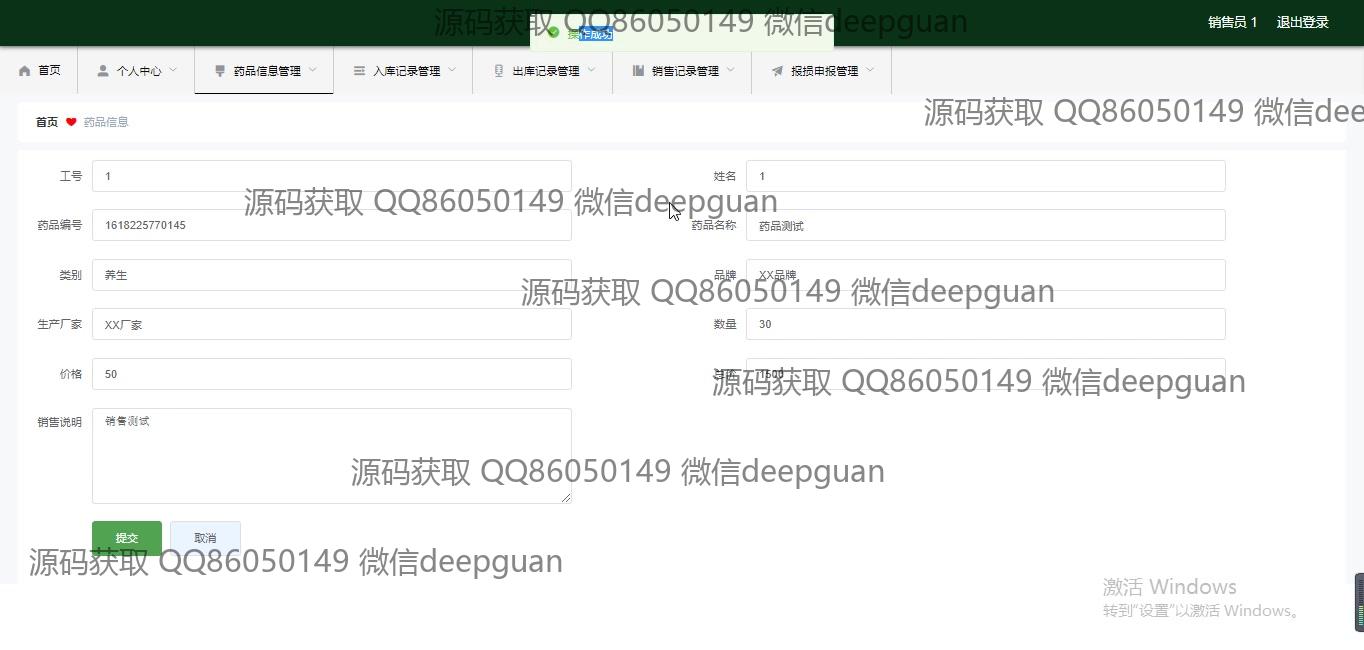 源码获取 QQ86050149 微信deepguan
操作成功
销售员 1 退出登录
首页 个人中心 药品信息管理 入库记录管理 出库记录管理 销售记录管理 报损申报管理
源码获取 QQ86050149 微信dee
首页 药品信息
工号 1 姓名 1
源码获取 QQ86050149 微信deepguan
药品编号 1618225770145 药品名称 药品测试
类别 养生 品牌 XX品牌
源码获取 QQ86050149 微信deepguan
生产厂家 XX厂家 数量 30
价格 50 1500
源码获取 QQ86050149 微信deepguan
销售说明 销售测试
源码获取 QQ86050149 微信deepguan
提交 取消
源码获取 QQ86050149 微信deepguan
激活 Windows
转到“设置”以激活 Windows。